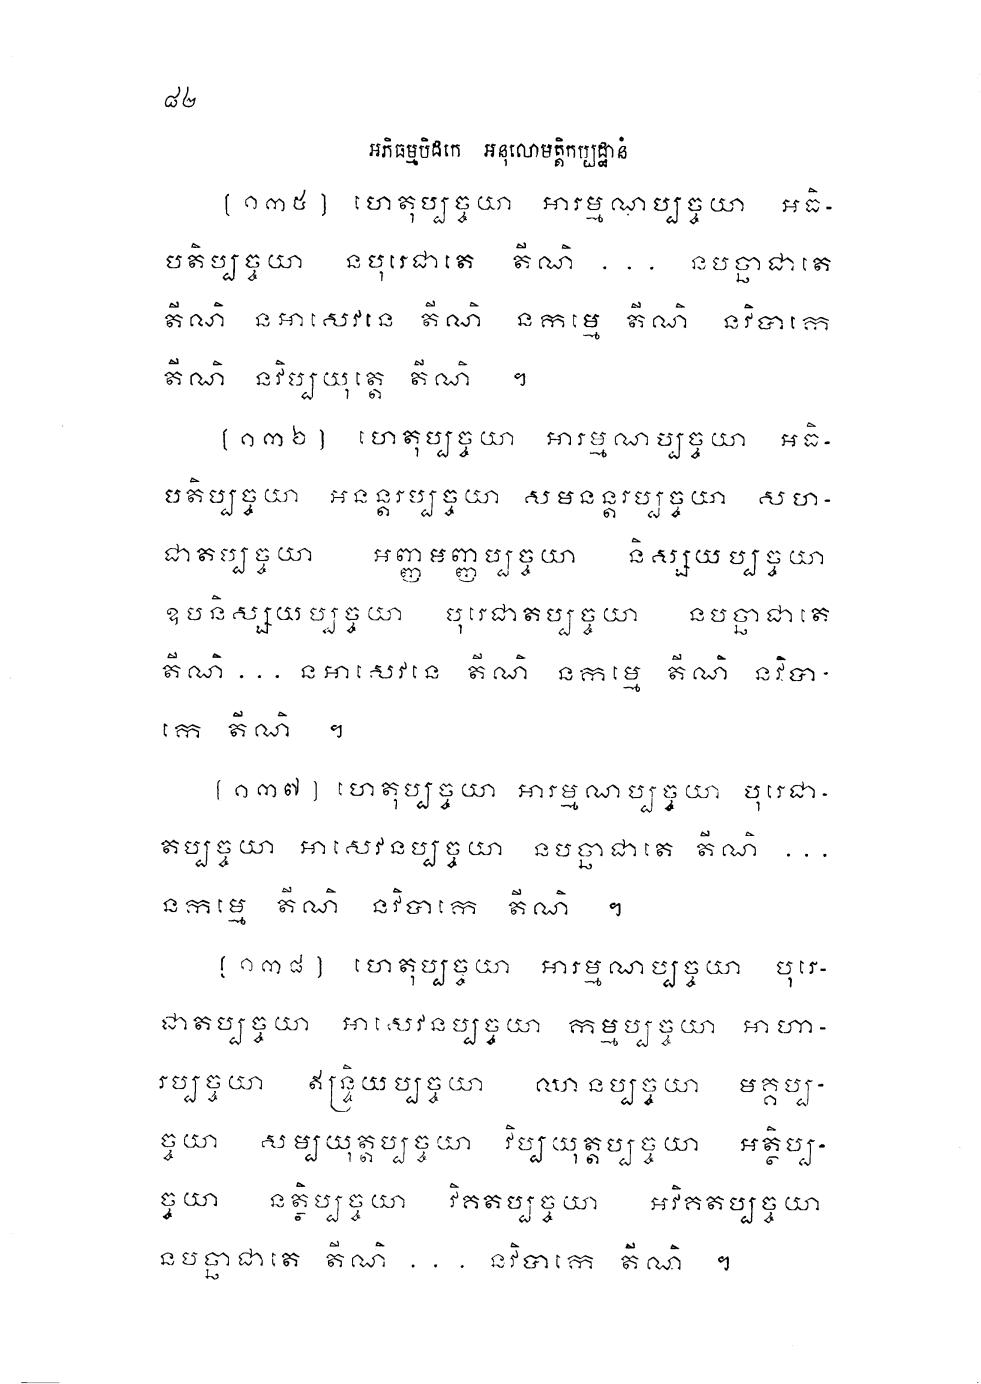 ៨២
អភិធម្មបិដកេ អនុលោមត្តិកប្បដ្ឋានំ
[១៣៥] ហេតុប្បច្ចយា អារម្មណប្បច្ចយា អធិ-
បតិប្បច្ចយា នបុរេជាតេ តីណិ ... នបច្ឆាជាតេ
តីណិ នអាសេវនេ តីណិ នកម្មេ តីណិ នវិបាកេ
តីណិ នវិប្បយុត្តេ តីណិ ។
[១៣៦] ហេតុប្បច្ចយា អារម្មណប្បច្ចយា អធិ-
បតិប្បច្ចយា អនន្តរប្បច្ចយា សមនន្តរប្បច្ចយា សហ-
ជាតប្បច្ចយា អញ្ញមញ្ញប្បច្ចយា និស្សយប្បច្ចយា
ឧបនិស្សយប្បច្ចយា បុរេជាតប្បច្ចយា នបច្ឆាជាតេ
តីណិ ... នអាសេវនេ តីណិ នកម្មេ តីណិ នវិបា-
កេ តីណិ ។
[១៣៧] ហេតុប្បច្ចយា អារម្មណប្បច្ចយា បុរេជា-
តប្បច្ចយា អាសេវនប្បច្ចយា នបច្ឆាជាតេ តីណិ ...
នកម្មេ តីណិ នវិបាកេ តីណិ ។
[១៣៨] ហេតុប្បច្ចយា អារម្មណប្បច្ចយា បុរេ-
ជាតប្បច្ចយា អាសេវនប្បច្ចយា កម្មប្បច្ចយា អាហា-
រប្បច្ចយា ឥន្ទ្រិយប្បច្ចយា ឈានប្បច្ចយា មគ្គប្ប-
ច្ចយា សម្បយុត្តប្បច្ចយា វិប្បយុត្តប្បច្ចយា អត្ថិប្ប-
ច្ចយា នត្ថិប្បច្ចយា វិគតប្បច្ចយា អវិគតប្បច្ចយា
នបច្ឆាជាតេ តីណិ ... នវិបាកេ តីណិ ។